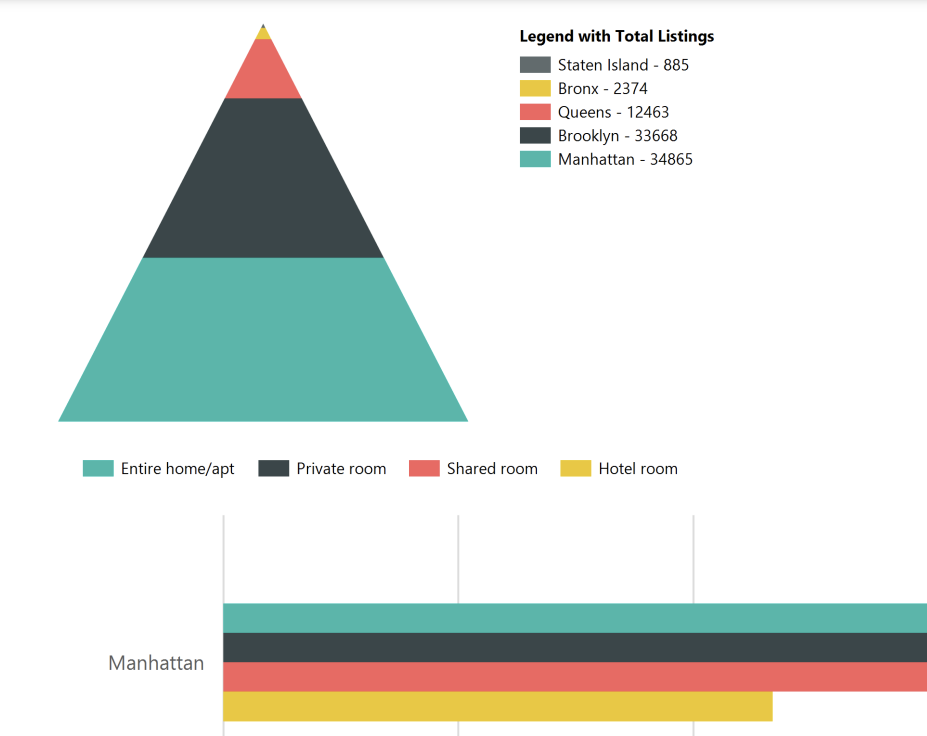 Legend with Total Listings
Staten Island - 885
Bronx - 2374
Queens - 12463
Brooklyn - 33668
Manhattan - 34865
Entire home/apt Private room Shared room Hotel room
Manhattan